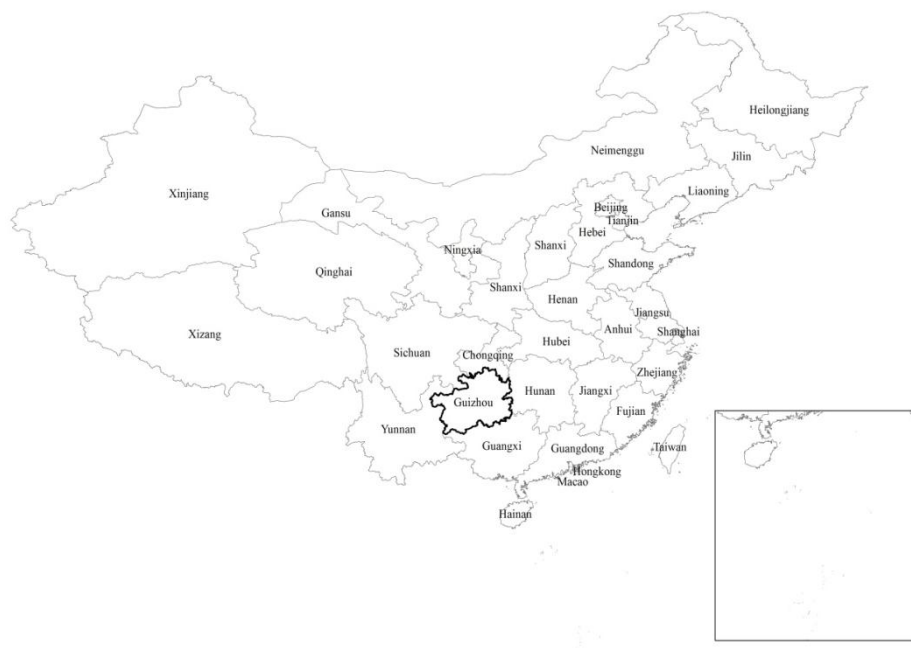 Heilongjiang
Neimenggu
Jilin
Xinjiang
Liaoning
Gansu
Beijing
Tianjin
Hebei
Ningxia
Shanxi
Qinghai
Shandong
Shanxi
Henan
Jiangsu
Xizang
Anhui
Shanghai
Hubei
Sichuan
Chongqing
Zhejiang
Hunan
Jiangxi
Guizhou
Fujian
Yunnan
Guangxi
Guangdong
Taiwan
Hongkong
Macao
Hainan